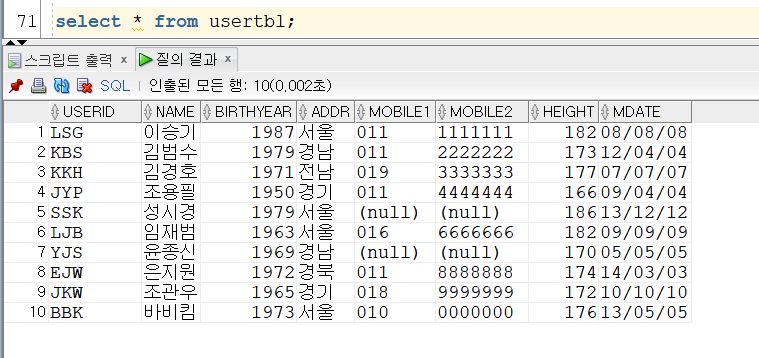 71 select * from usertbl;
스크립트 출력 x 질의 결과 x
SQL | 인출된 모든 행: 10(0,002초)
USERID NAME BIRTHYEAR ADDR MOBILE1 MOBILE2 HEIGHT MDATE
1 LSG 이승기 1987 서울 011 1111111 182 08/08/08
2 KBS 김범수 1979 경남 011 2222222 173 12/04/04
3 KKH 김경호 1971 전남 019 3333333 177 07/07/07
4 JYP 조용필 1950 경기 011 4444444 166 09/04/04
5 SSK 성시경 1979 서울 (null) (null) 186 13/12/12
6 LJB 임재범 1963 서울 016 6666666 182 09/09/09
7 YJS 윤종신 1969 경남 (null) (null) 170 05/05/05
8 EJW 은지원 1972 경북 011 8888888 174 14/03/03
9 JKW 조관우 1965 경기 018 9999999 172 10/10/10
10 BBK 바비킴 1973 서울 010 0000000 176 13/05/05